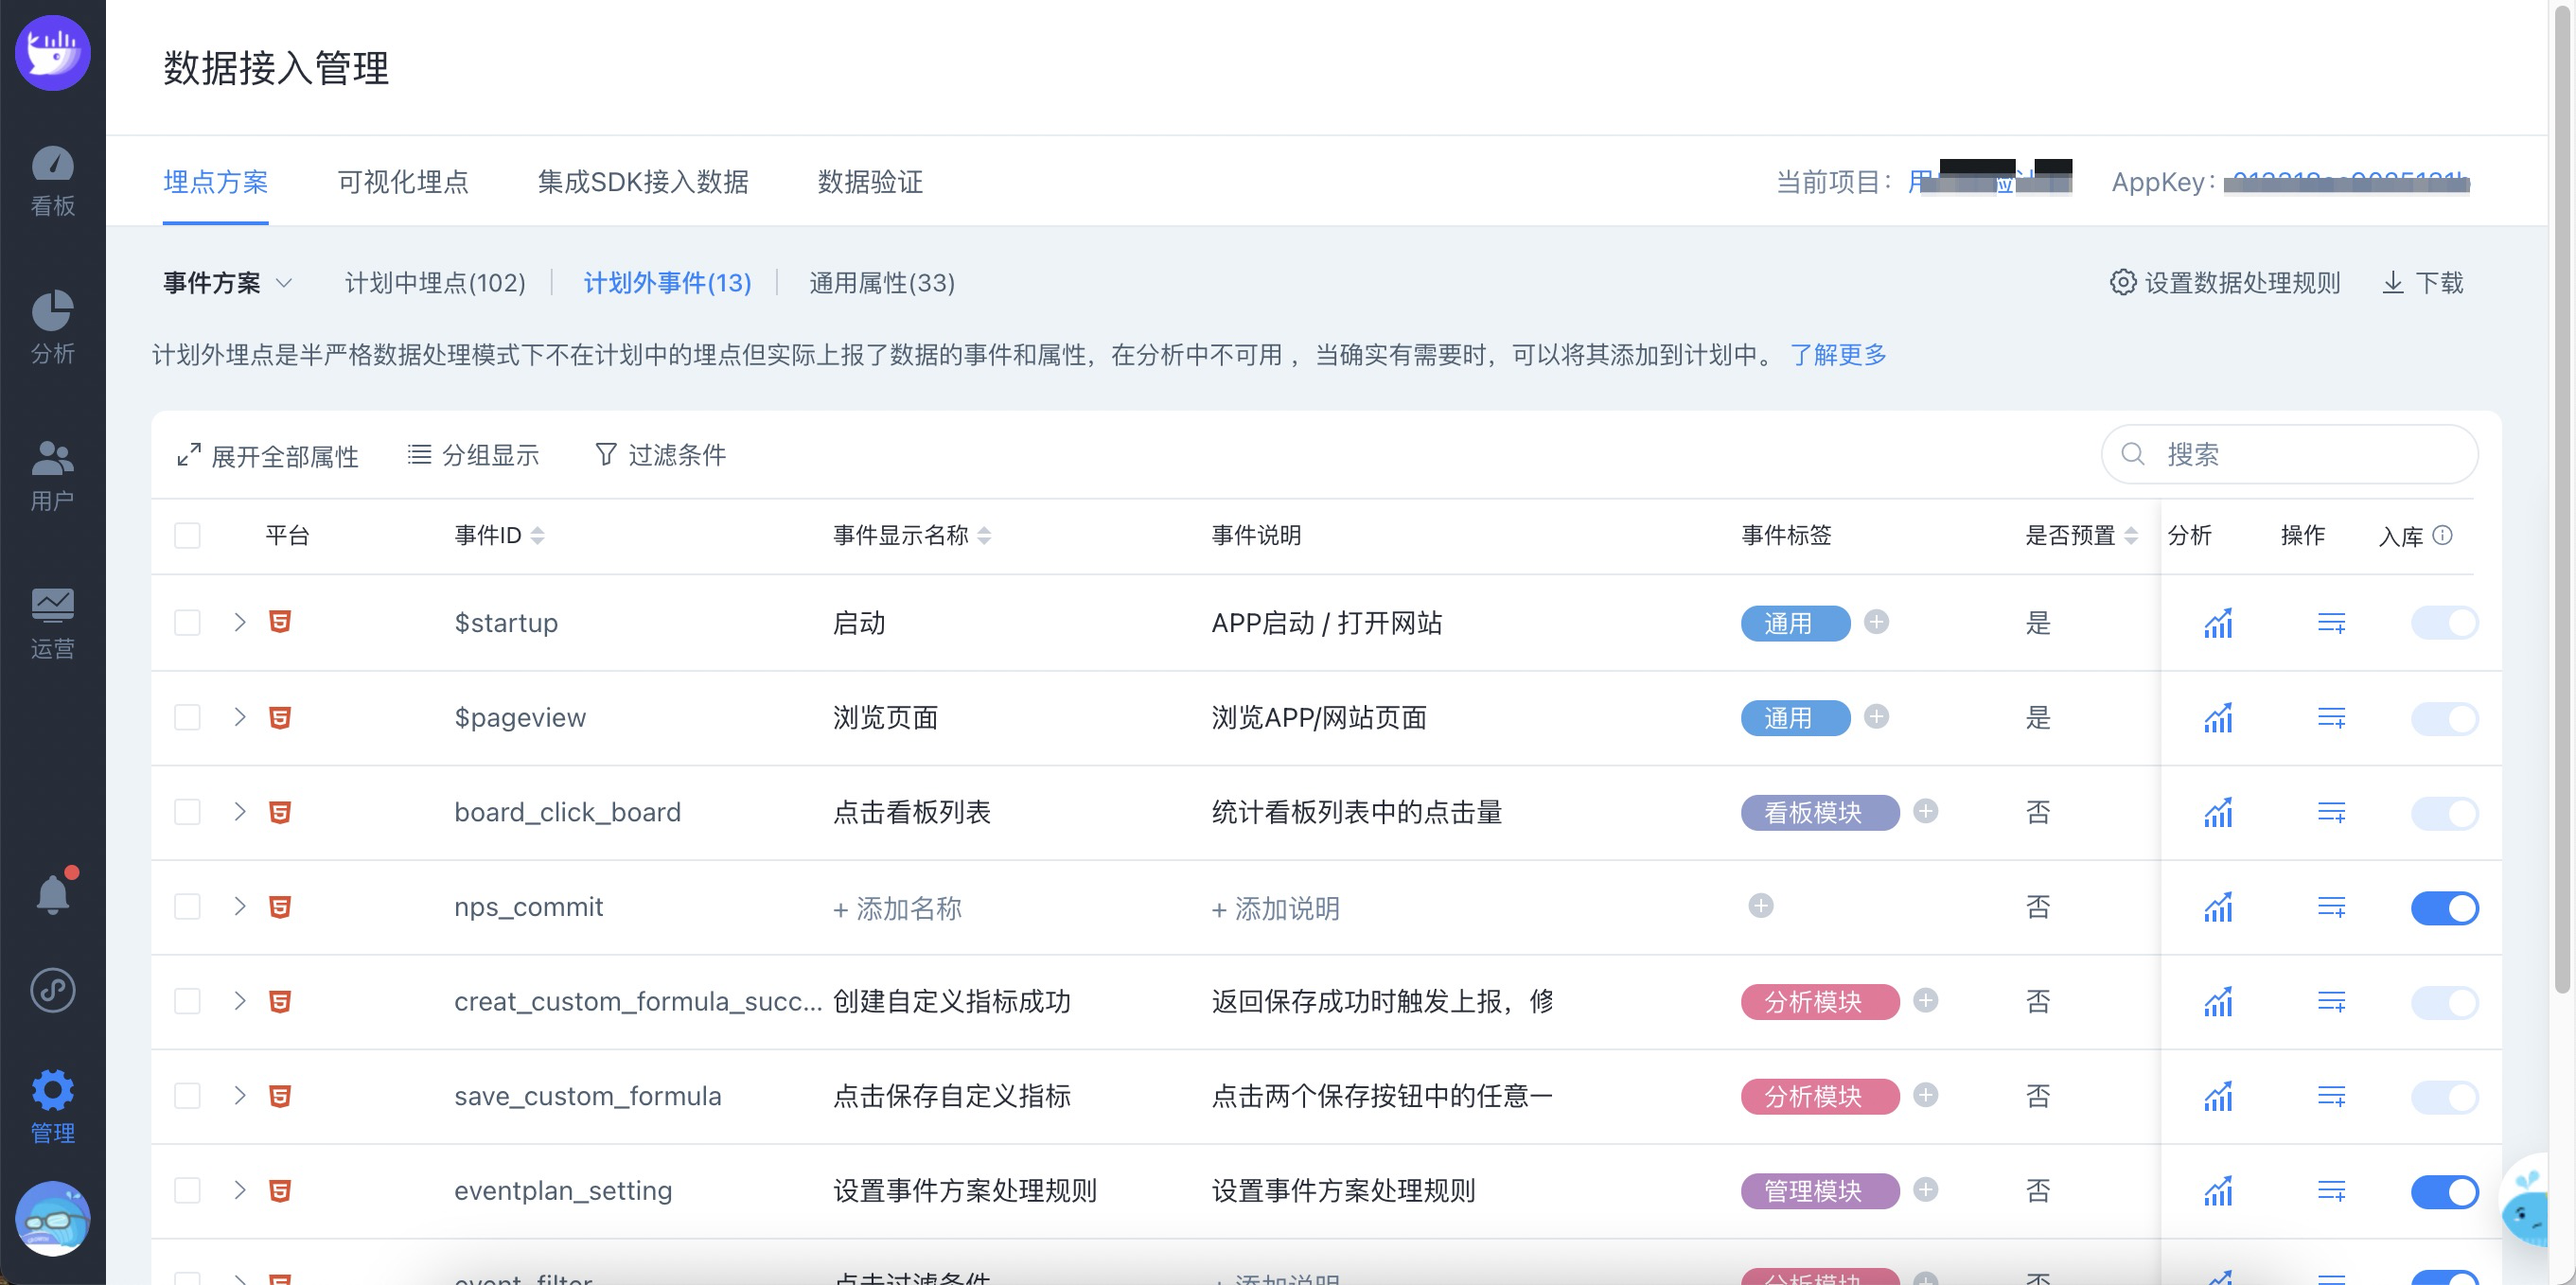 数据接入管理
埋点方案 可视化埋点 集成SDK接入数据 数据验证 当前项目： AppKey：
事件方案 计划中埋点(102) 计划外事件(13) 通用属性(33) 设置数据处理规则 下载
计划外埋点是半严格数据处理模式下不在计划中的埋点但实际上报了数据的事件和属性，在分析中不可用 ，当确实有需要时，可以将其添加到计划中。 了解更多
展开全部属性 分组显示 过滤条件 搜索
平台 事件ID 事件显示名称 事件说明 事件标签 是否预置 分析 操作 入库
$startup 启动 APP启动 / 打开网站 通用 是
$pageview 浏览页面 浏览APP/网站页面 通用 是
board_click_board 点击看板列表 统计看板列表中的点击量 看板模块 否
nps_commit + 添加名称 + 添加说明 否
creat_custom_formula_succ... 创建自定义指标成功 返回保存成功时触发上报，修 分析模块 否
save_custom_formula 点击保存自定义指标 点击两个保存按钮中的任意一 分析模块 否
eventplan_setting 设置事件方案处理规则 设置事件方案处理规则 管理模块 否
event_filter 点击过滤条件 + 添加说明 分析模块 否
看板
分析
用户
运营
管理